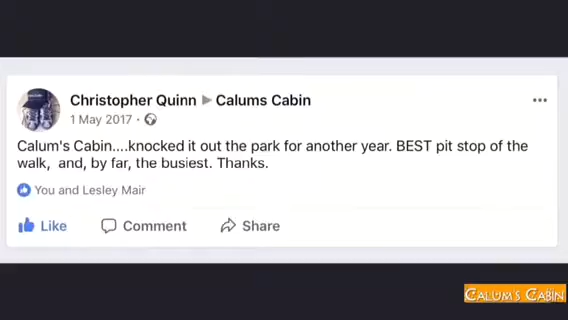 Christopher Quinn ▶ Calums Cabin
1 May 2017 ·
Calum's Cabin....knocked it out the park for another year. BEST pit stop of the
walk, and, by far, the busiest. Thanks.
You and Lesley Mair
Like Comment Share
CALUM'S CABIN